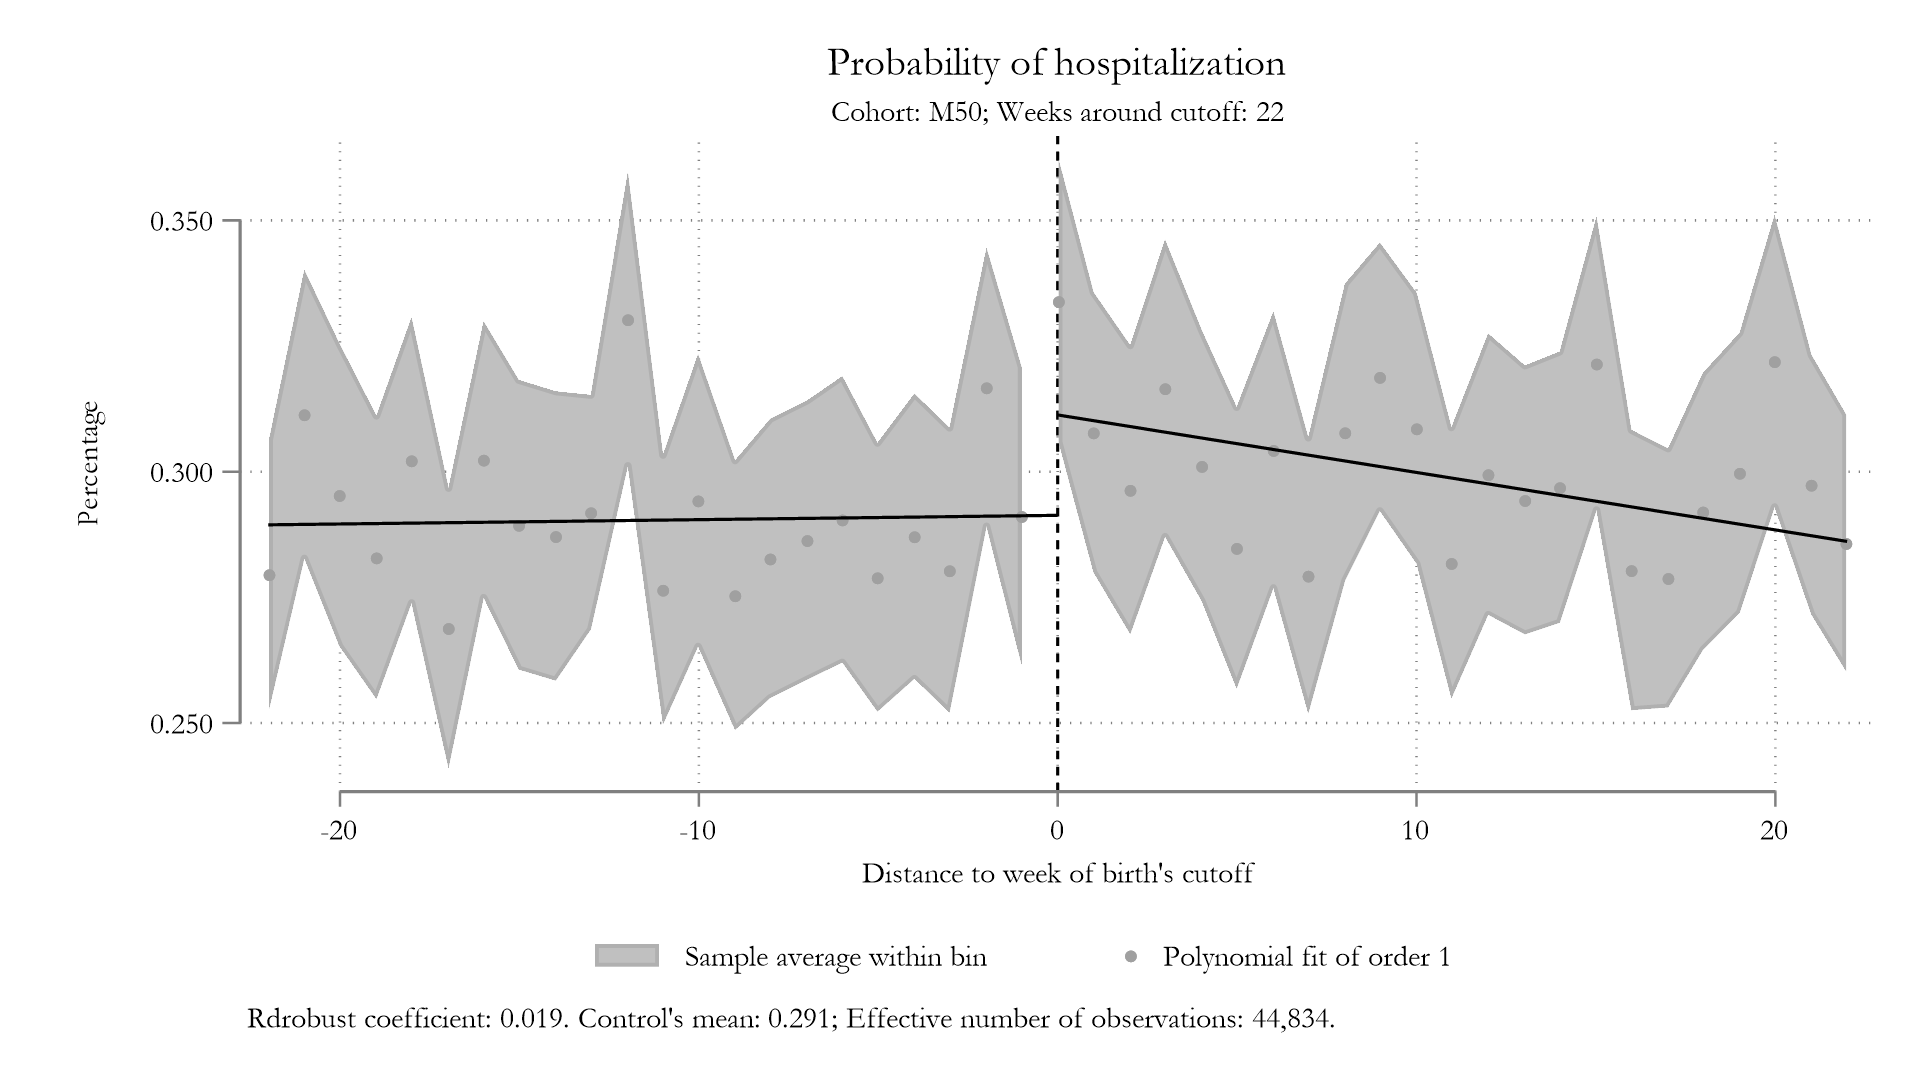 Probability of hospitalization
Cohort: M50; Weeks around cutoff: 22
Percentage
0.350
0.300
0.250
-20 -10 0 10 20
Distance to week of birth's cutoff
Sample average within bin Polynomial fit of order 1
Rdrobust coefficient: 0.019. Control's mean: 0.291; Effective number of observations: 44,834.